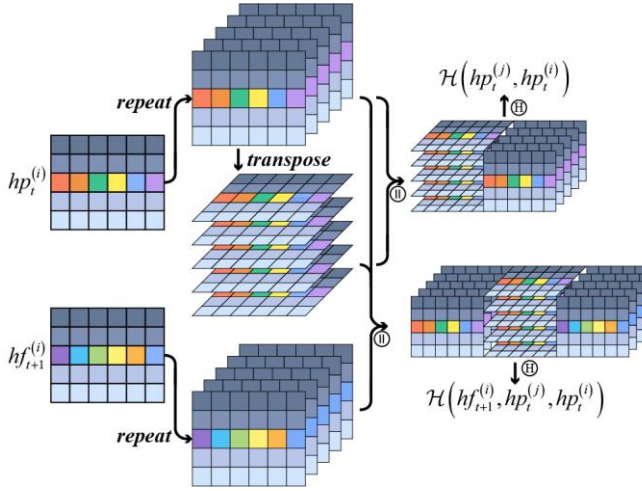 ℋ(hp_t^{(j)}, hp_t^{(i)})
Ⓗ
repeat
transpose
hp_t^{(i)}
||
hf_{t+1}^{(i)}
||
Ⓗ
repeat
ℋ(hf_{t+1}^{(i)}, hp_t^{(j)}, hp_t^{(i)})